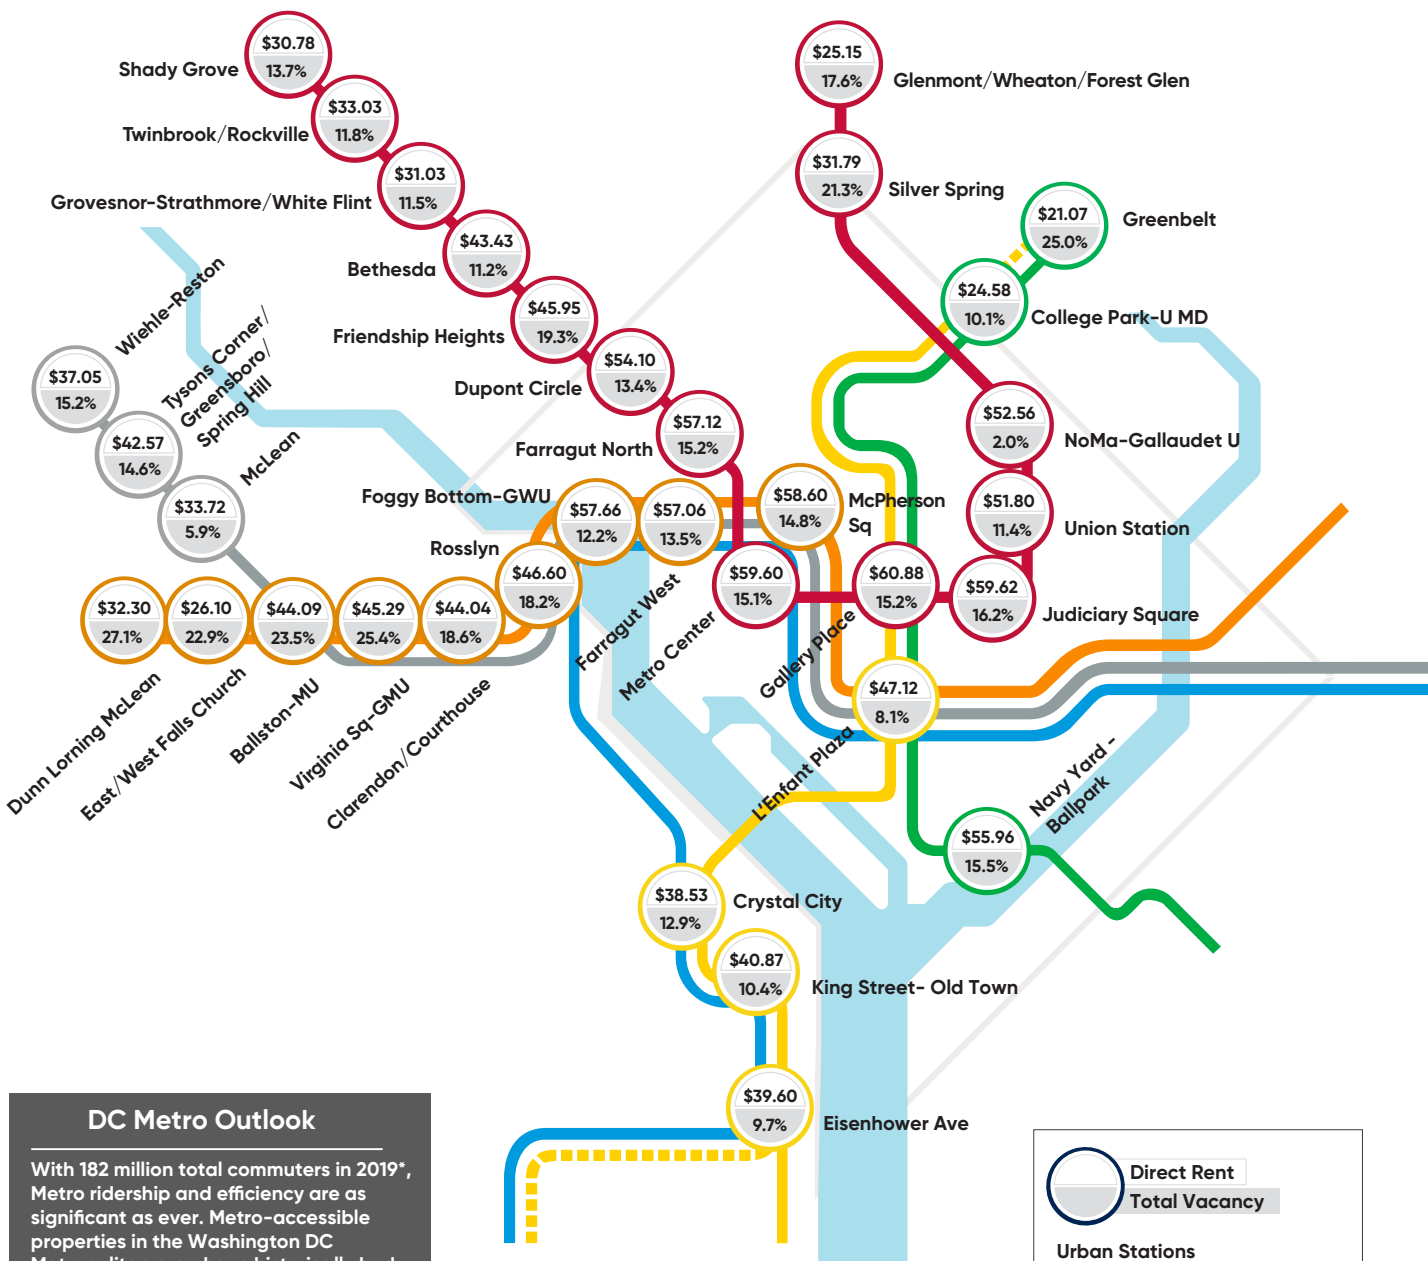 $30.78
13.7%
Shady Grove
$33.03
11.8%
Twinbrook/Rockville
$31.03
11.5%
Grovesnor-Strathmore/White Flint
$43.43
11.2%
Bethesda
$45.95
19.3%
Friendship Heights
$54.10
13.4%
Dupont Circle
$57.12
15.2%
Farragut North
$25.15
17.6%
Glenmont/Wheaton/Forest Glen
$31.79
21.3%
Silver Spring
$21.07
25.0%
Greenbelt
$24.58
10.1%
College Park-U MD
$52.56
2.0%
NoMa-Gallaudet U
$51.80
11.4%
Union Station
$59.62
16.2%
Judiciary Square
$37.05
15.2%
Wiehle-Reston
$42.57
14.6%
Tysons Corner/
Greensboro/
Spring Hill
$33.72
5.9%
McLean
Foggy Bottom-GWU
$57.66
12.2%
$57.06
13.5%
Farragut West
$58.60
14.8%
McPherson
Sq
Rosslyn
$46.60
18.2%
$59.60
15.1%
Metro Center
$60.88
15.2%
Gallery Place
$32.30
27.1%
Dunn Lorning McLean
$26.10
22.9%
East/West Falls Church
$44.09
23.5%
Ballston-MU
$45.29
25.4%
Virginia Sq-GMU
$44.04
18.6%
Clarendon/Courthouse
$47.12
8.1%
L'Enfant Plaza
$55.96
15.5%
Navy Yard -
Ballpark
$38.53
12.9%
Crystal City
$40.87
10.4%
King Street- Old Town
$39.60
9.7%
Eisenhower Ave
DC Metro Outlook
With 182 million total commuters in 2019*,
Metro ridership and efficiency are as
significant as ever. Metro-accessible
properties in the Washington DC
Direct Rent
Total Vacancy
Urban Stations